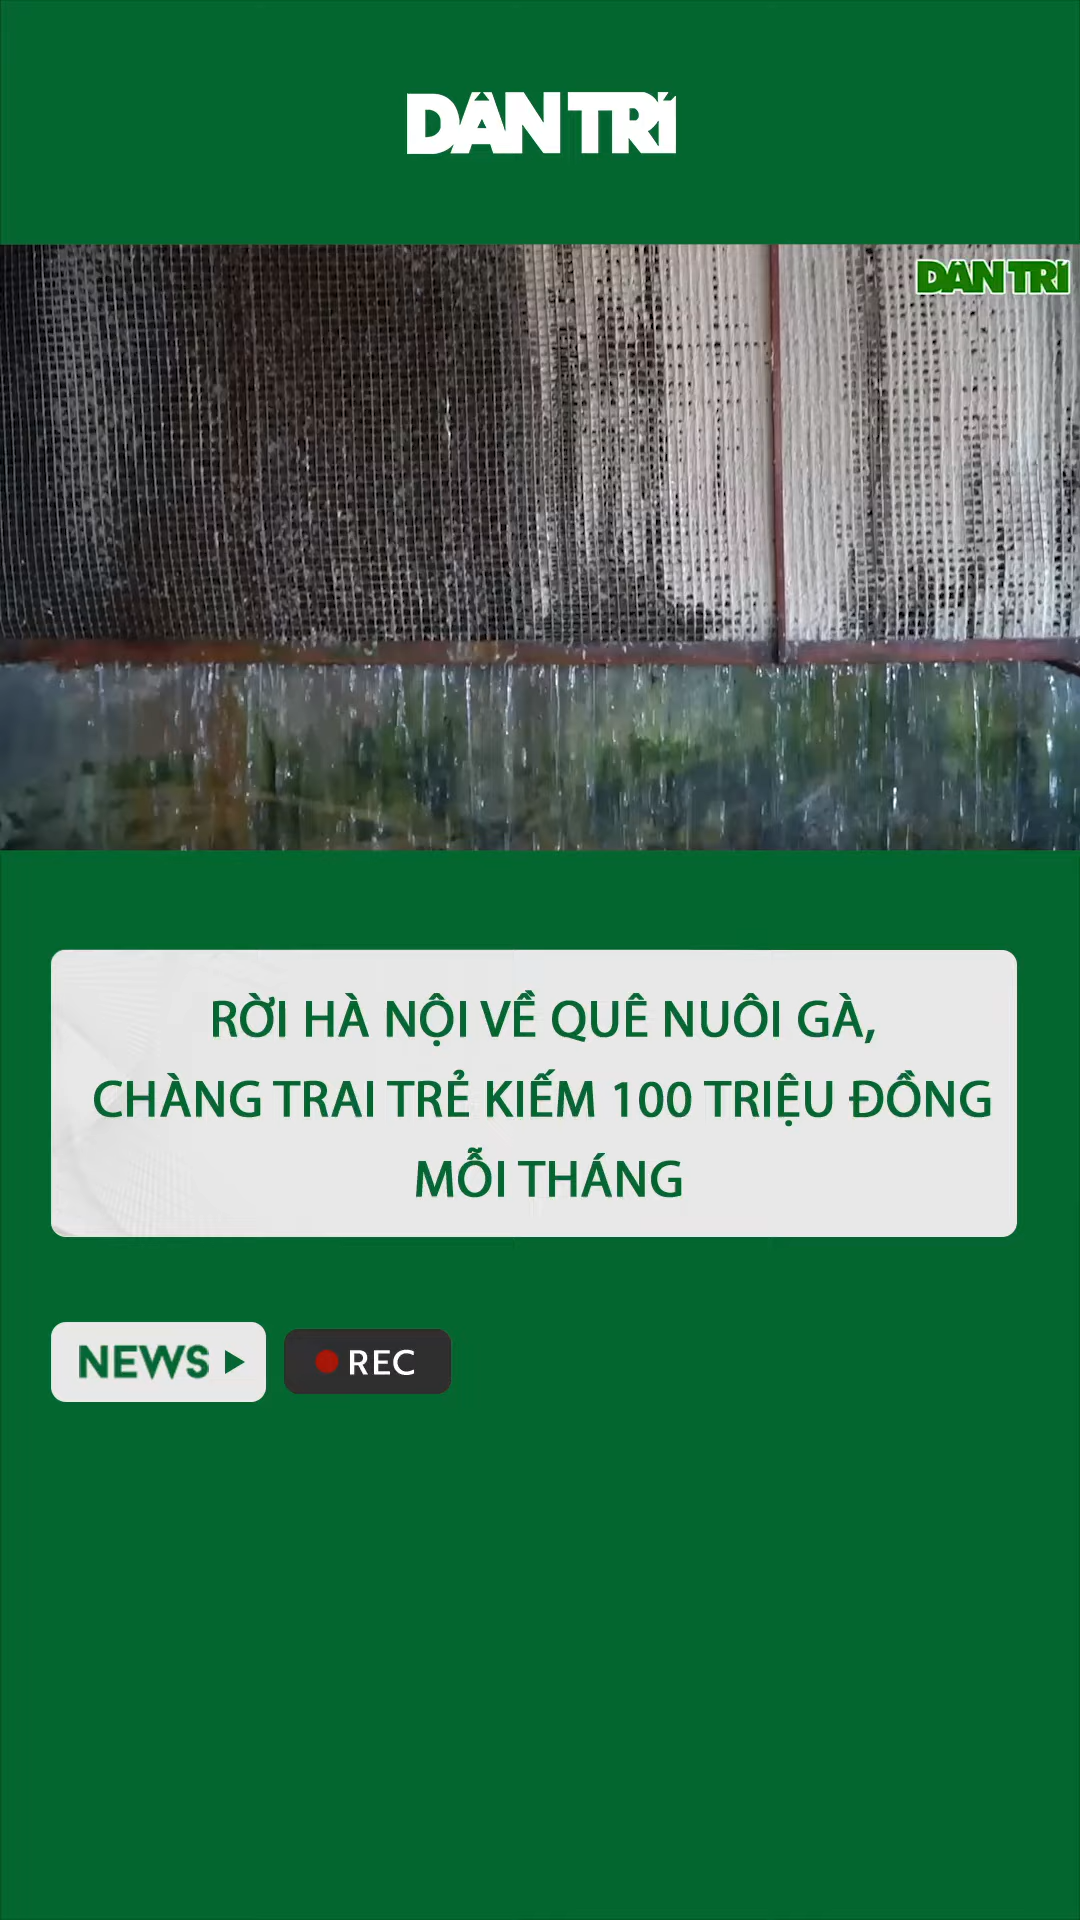 DÂN TRÍ
DÂN TRÍ
RỜI HÀ NỘI VỀ QUÊ NUÔI GÀ,
CHÀNG TRAI TRẺ KIẾM 100 TRIỆU ĐỒNG
MỖI THÁNG
NEWS
REC